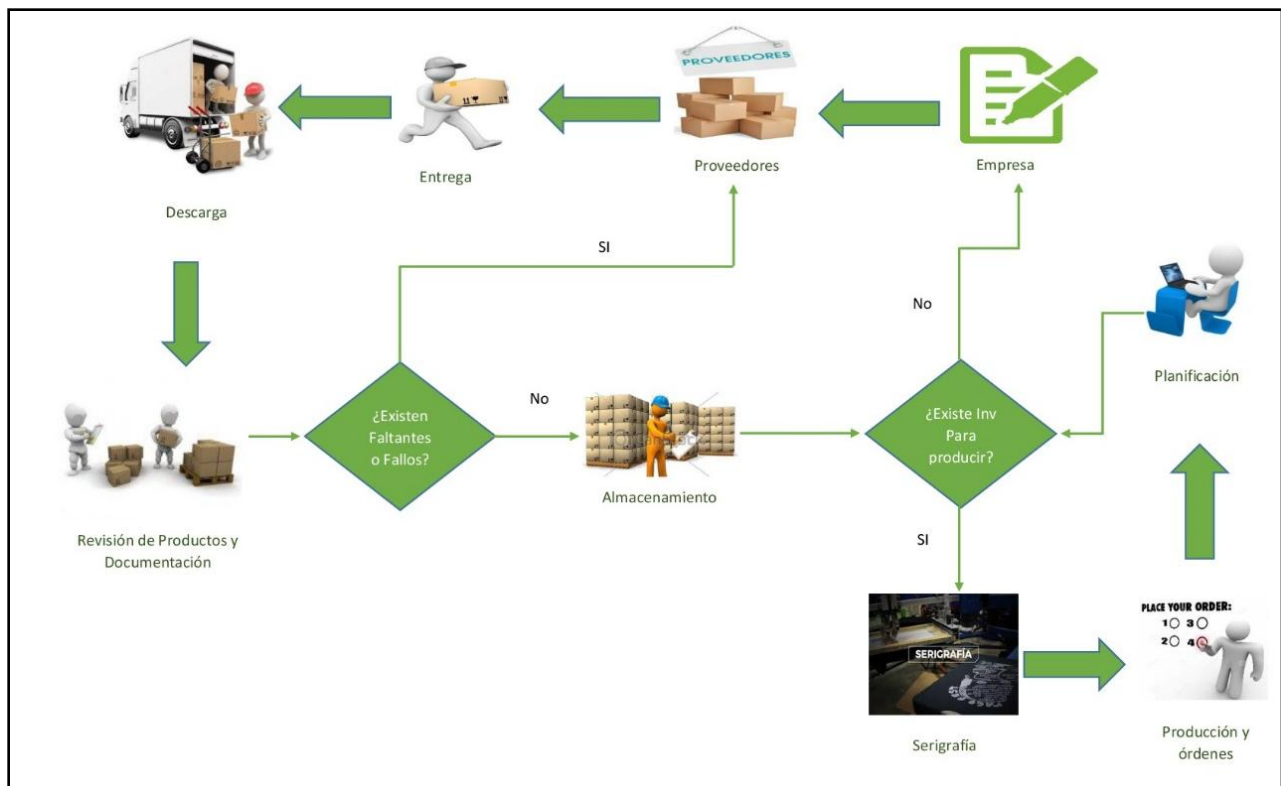 PROVEEDORES
Entrega
Proveedores
Empresa
Descarga
SI
No
Planificación
¿Existen
Faltantes
o Fallos?
No
¿Existe Inv
Para
producir?
Almacenamiento
Revisión de Productos y
Documentación
SI
PLACE YOUR ORDER:
1 3
2 4
SERIGRAFÍA
Serigrafía
Producción y
órdenes